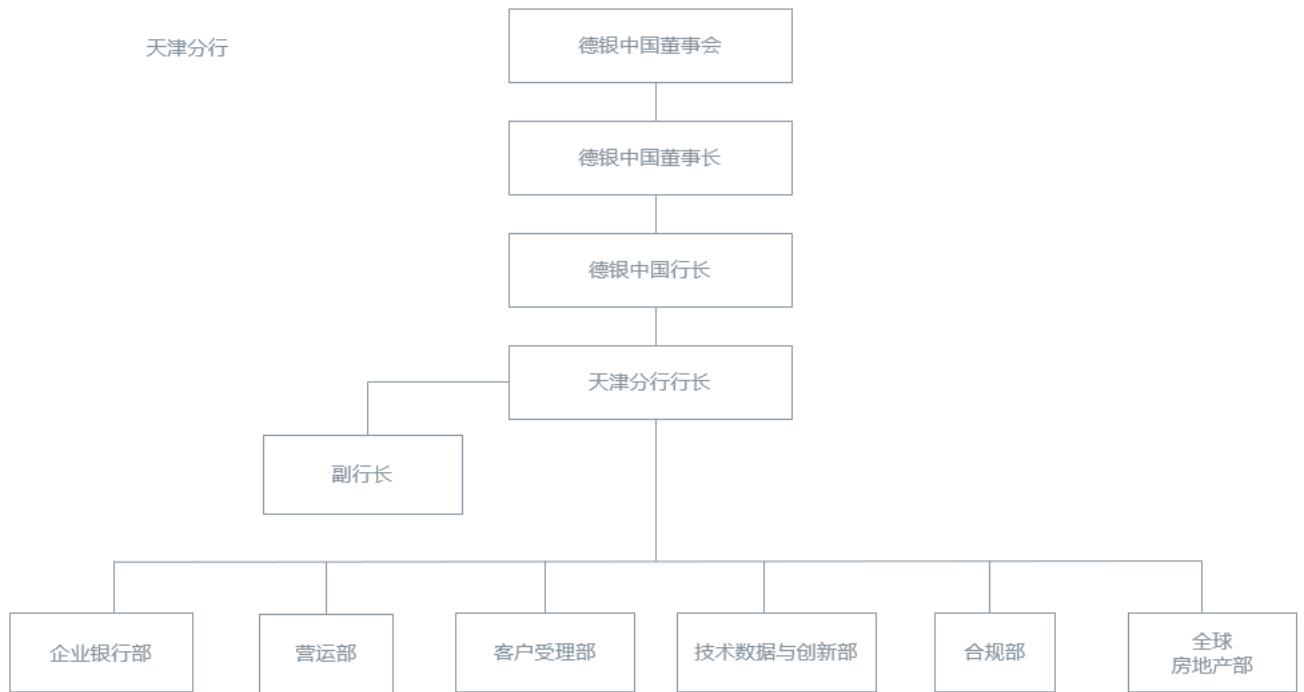 天津分行
德银中国董事会
德银中国董事长
德银中国行长
天津分行行长
副行长
企业银行部
营运部
客户受理部
技术数据与创新部
合规部
全球
房地产部